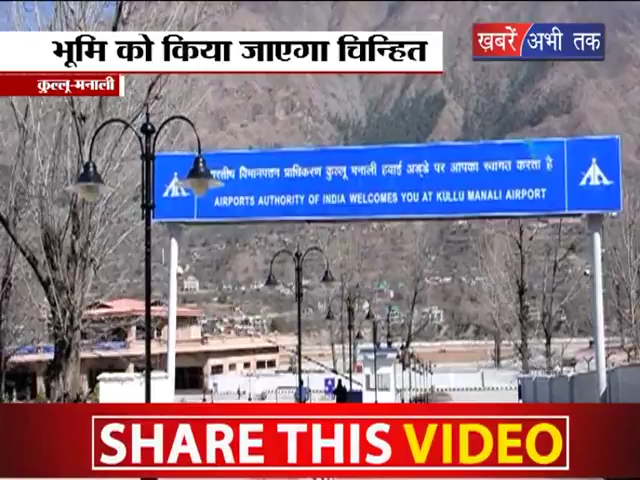 भूमि को किया जाएगा चिन्हित
ख़बरें अभी तक
कुल्लू-मनाली
भारतीय विमानपत्तन प्राधिकरण कुल्लू मनाली हवाई अड्डे पर आपका स्वागत करता है
AIRPORTS AUTHORITY OF INDIA WELCOMES YOU AT KULLU MANALI AIRPORT
SHARE THIS VIDEO